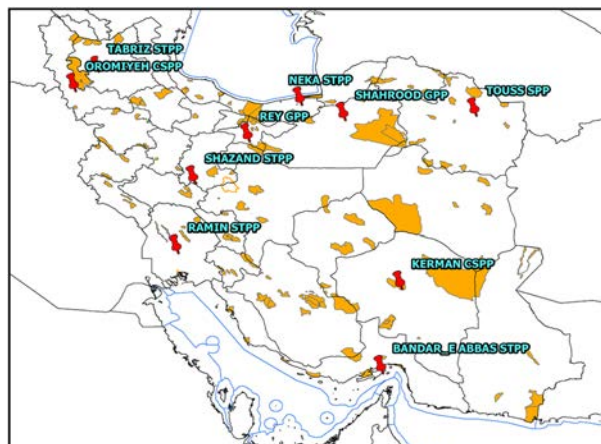 TABRIZ STPP
OROMIYEH CSPP
NEKA STPP
SHAHROOD GPP
TOUSS SPP
REY GPP
SHAZAND STPP
RAMIN STPP
KERMAN CSPP
BANDAR_E ABBAS STPP